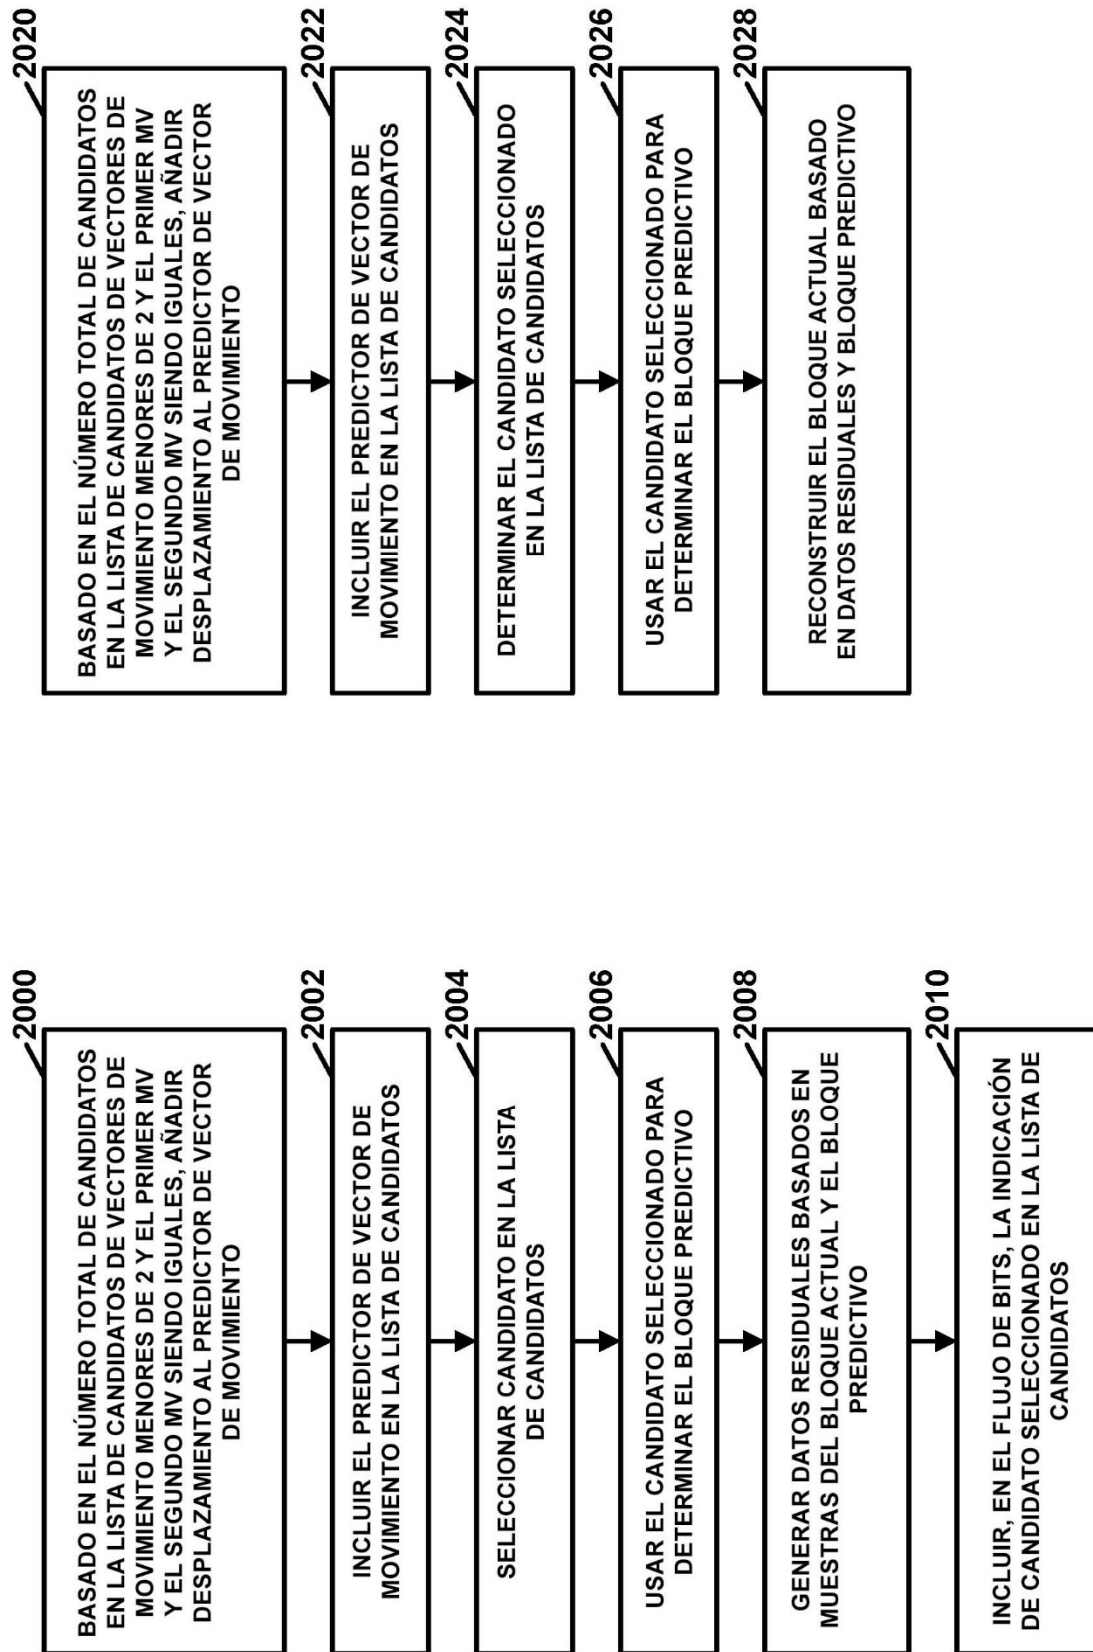 2000
BASADO EN EL NÚMERO TOTAL DE CANDIDATOS
EN LA LISTA DE CANDIDATOS DE VECTORES DE
MOVIMIENTO MENORES DE 2 Y EL PRIMER MV
Y EL SEGUNDO MV SIENDO IGUALES, AÑADIR
DESPLAZAMIENTO AL PREDICTOR DE VECTOR
DE MOVIMIENTO
2002
INCLUIR EL PREDICTOR DE VECTOR DE
MOVIMIENTO EN LA LISTA DE CANDIDATOS
2004
SELECCIONAR CANDIDATO EN LA LISTA
DE CANDIDATOS
2006
USAR EL CANDIDATO SELECCIONADO PARA
DETERMINAR EL BLOQUE PREDICTIVO
2008
GENERAR DATOS RESIDUALES BASADOS EN
MUESTRAS DEL BLOQUE ACTUAL Y EL BLOQUE
PREDICTIVO
2010
INCLUIR, EN EL FLUJO DE BITS, LA INDICACIÓN
DE CANDIDATO SELECCIONADO EN LA LISTA DE
CANDIDATOS
2020
BASADO EN EL NÚMERO TOTAL DE CANDIDATOS
EN LA LISTA DE CANDIDATOS DE VECTORES DE
MOVIMIENTO MENORES DE 2 Y EL PRIMER MV
Y EL SEGUNDO MV SIENDO IGUALES, AÑADIR
DESPLAZAMIENTO AL PREDICTOR DE VECTOR
DE MOVIMIENTO
2022
INCLUIR EL PREDICTOR DE VECTOR DE
MOVIMIENTO EN LA LISTA DE CANDIDATOS
2024
DETERMINAR EL CANDIDATO SELECCIONADO
EN LA LISTA DE CANDIDATOS
2026
USAR EL CANDIDATO SELECCIONADO PARA
DETERMINAR EL BLOQUE PREDICTIVO
2028
RECONSTRUIR EL BLOQUE ACTUAL BASADO
EN DATOS RESIDUALES Y BLOQUE PREDICTIVO